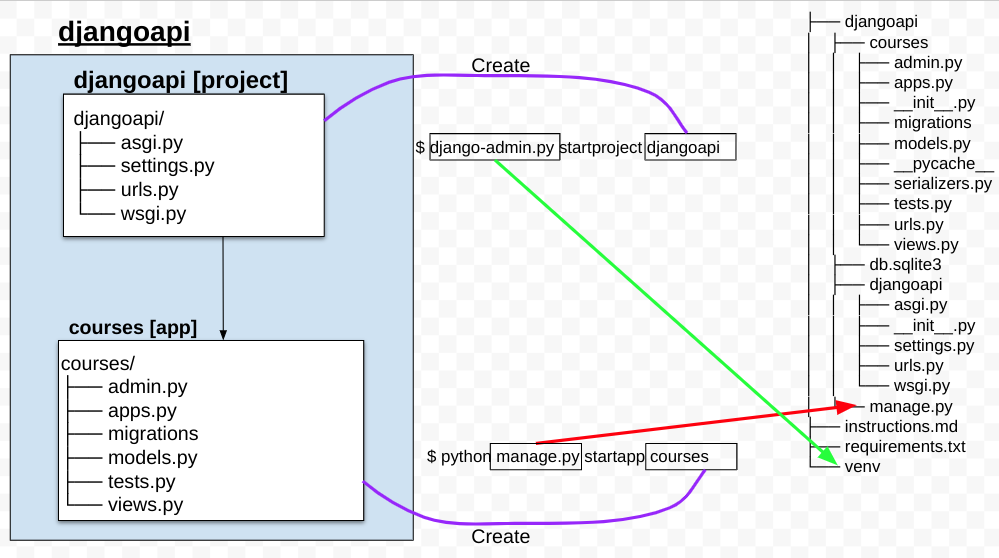 djangoapi
djangoapi [project]
djangoapi/
asgi.py
settings.py
urls.py
wsgi.py
courses [app]
courses/
admin.py
apps.py
migrations
models.py
tests.py
views.py
Create
$ django-admin.py startproject djangoapi
$ python manage.py startapp courses
Create
djangoapi
courses
admin.py
apps.py
__init__.py
migrations
models.py
__pycache__
serializers.py
tests.py
urls.py
views.py
db.sqlite3
djangoapi
asgi.py
__init__.py
settings.py
urls.py
wsgi.py
manage.py
instructions.md
requirements.txt
venv